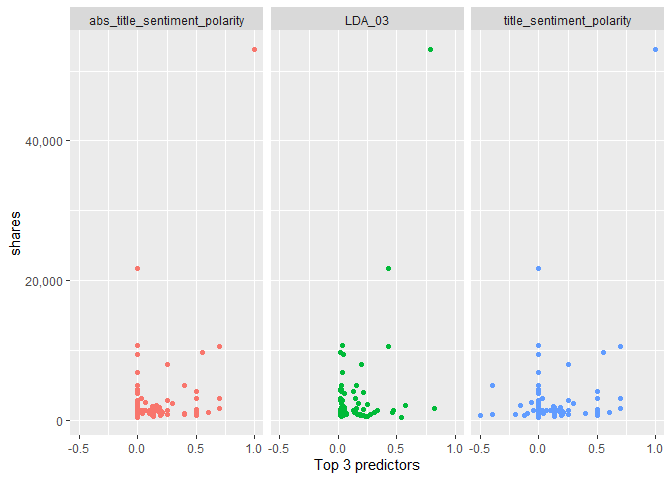 abs_title_sentiment_polarity LDA_03 title_sentiment_polarity
40,000
20,000
0
shares
-0.5 0.0 0.5 1.0 -0.5 0.0 0.5 1.0 -0.5 0.0 0.5 1.0
Top 3 predictors